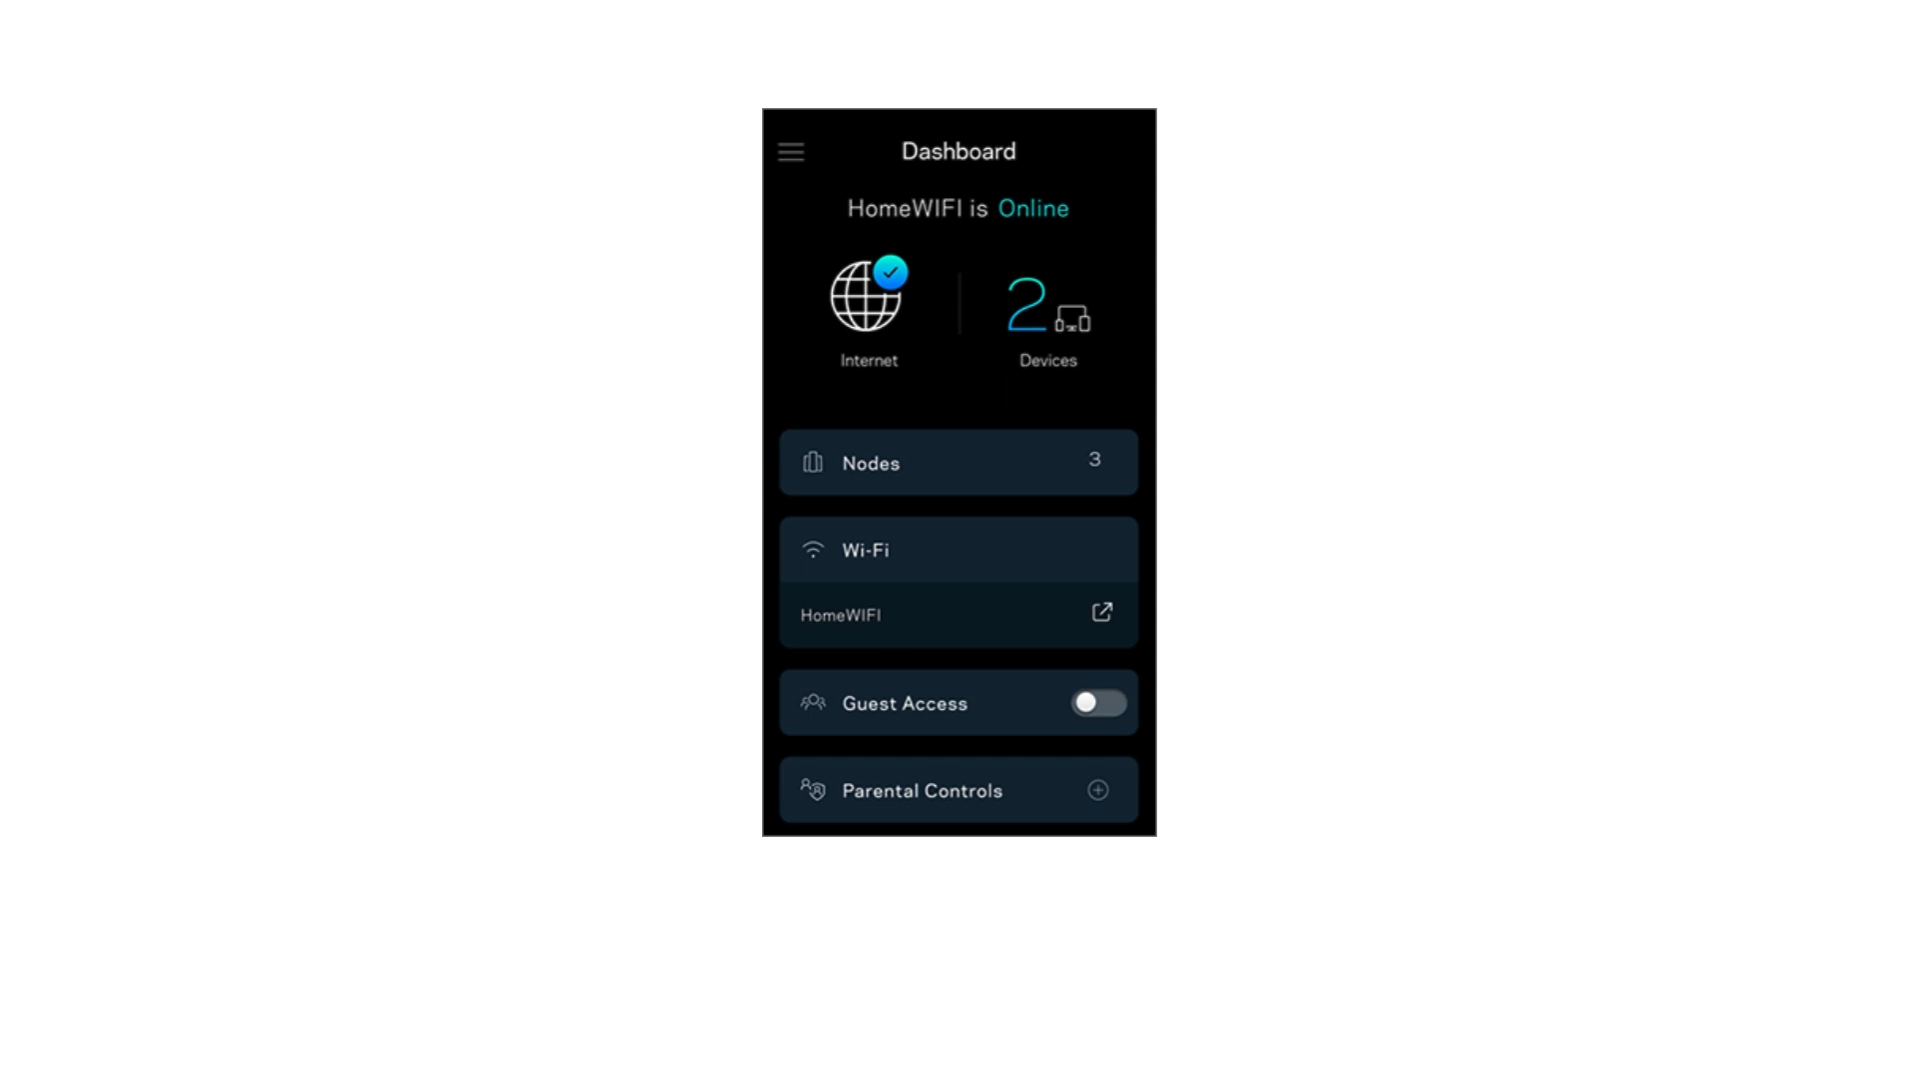 Dashboard
HomeWIFI is Online
2
Internet
Devices
Nodes 3
Wi-Fi
HomeWIFI
Guest Access
Parental Controls